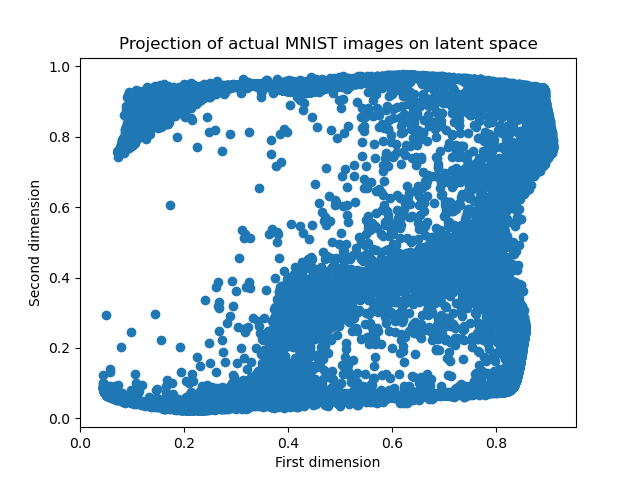 Projection of actual MNIST images on latent space
1.0
0.8
0.6
0.4
0.2
0.0
Second dimension
0.0 0.2 0.4 0.6 0.8
First dimension